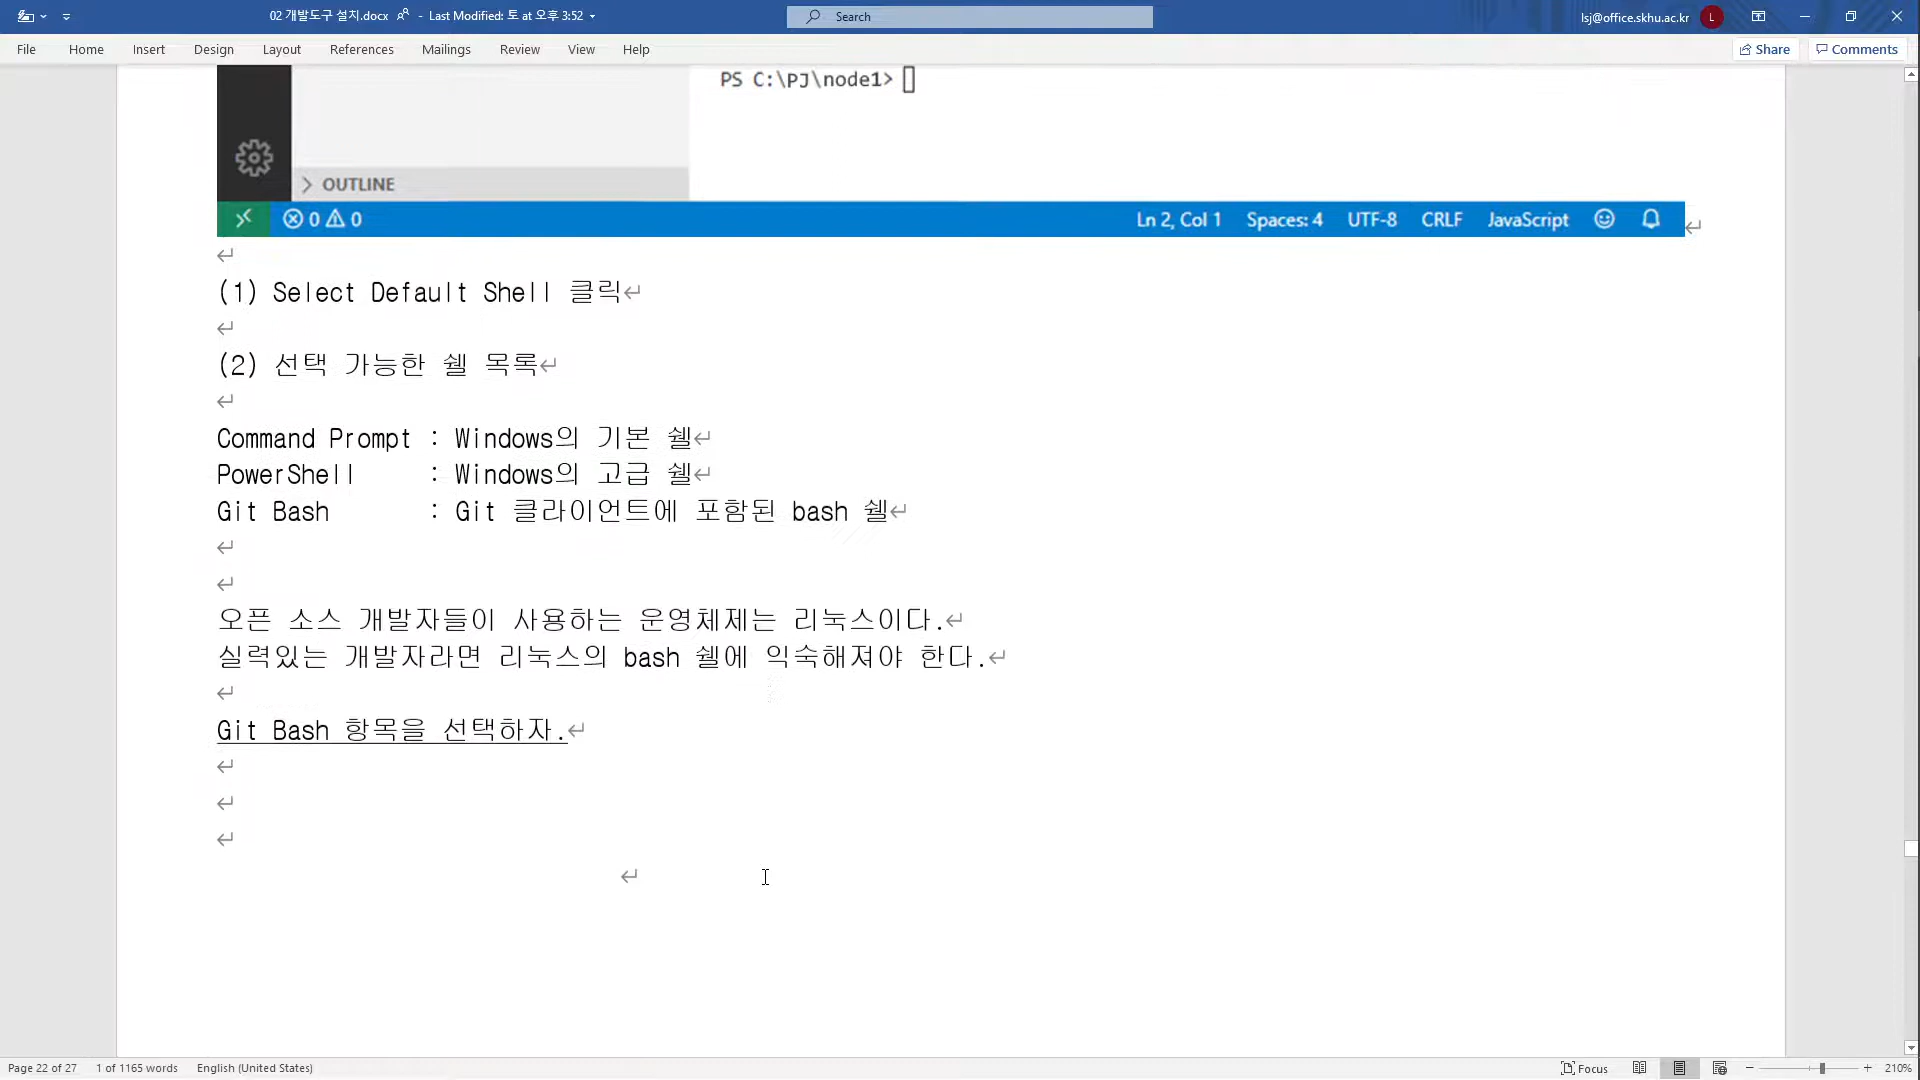 02 개발도구 설치.docx - Last Modified: 토 at 오후 3:52
Search
lsj@office.skhu.ac.kr
L
File Home Insert Design Layout References Mailings Review View Help
Share Comments
PS C:\PJ\node1>
OUTLINE
0 0 Ln 2, Col 1 Spaces: 4 UTF-8 CRLF JavaScript
(1) Select Default Shell 클릭
(2) 선택 가능한 쉘 목록
Command Prompt : Windows의 기본 쉘
PowerShell : Windows의 고급 쉘
Git Bash : Git 클라이언트에 포함된 bash 쉘
오픈 소스 개발자들이 사용하는 운영체제는 리눅스이다.
실력있는 개발자라면 리눅스의 bash 쉘에 익숙해져야 한다.
Git Bash 항목을 선택하자.
Page 22 of 27 1 of 1165 words English (United States) Focus 210%